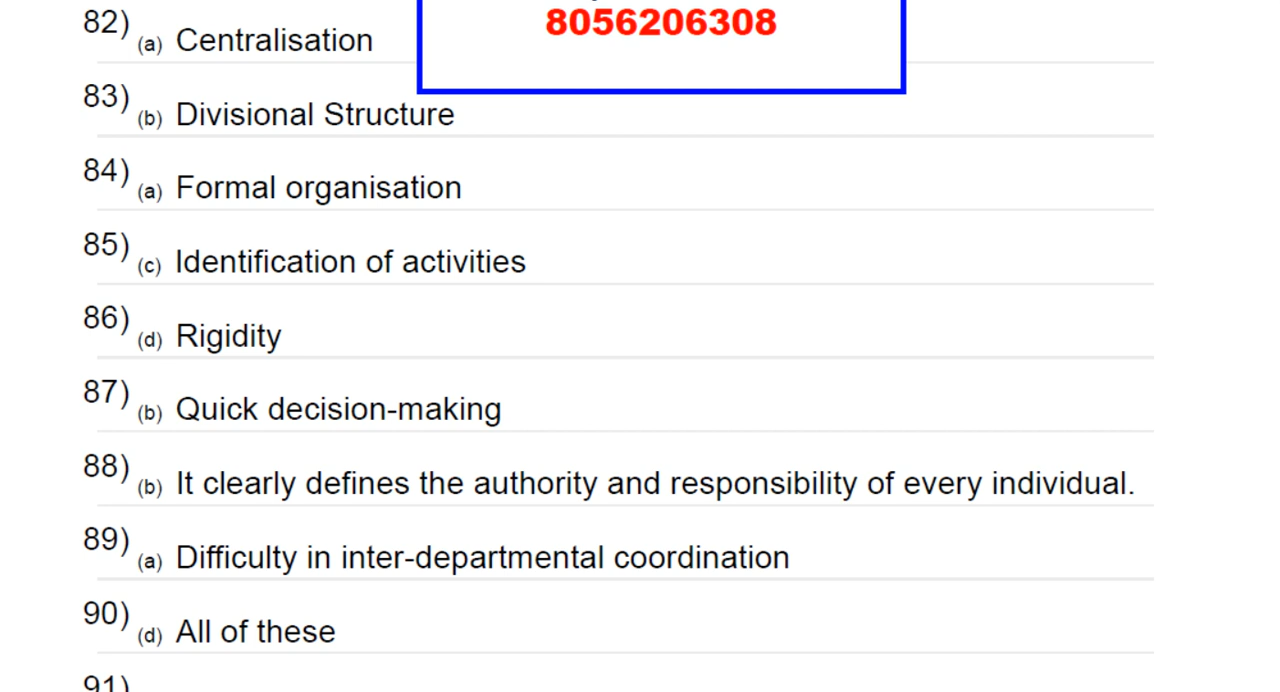 8056206308
82)
(a) Centralisation
83)
(b) Divisional Structure
84)
(a) Formal organisation
85)
(c) Identification of activities
86)
(d) Rigidity
87)
(b) Quick decision-making
88)
(b) It clearly defines the authority and responsibility of every individual.
89)
(a) Difficulty in inter-departmental coordination
90)
(d) All of these
91)